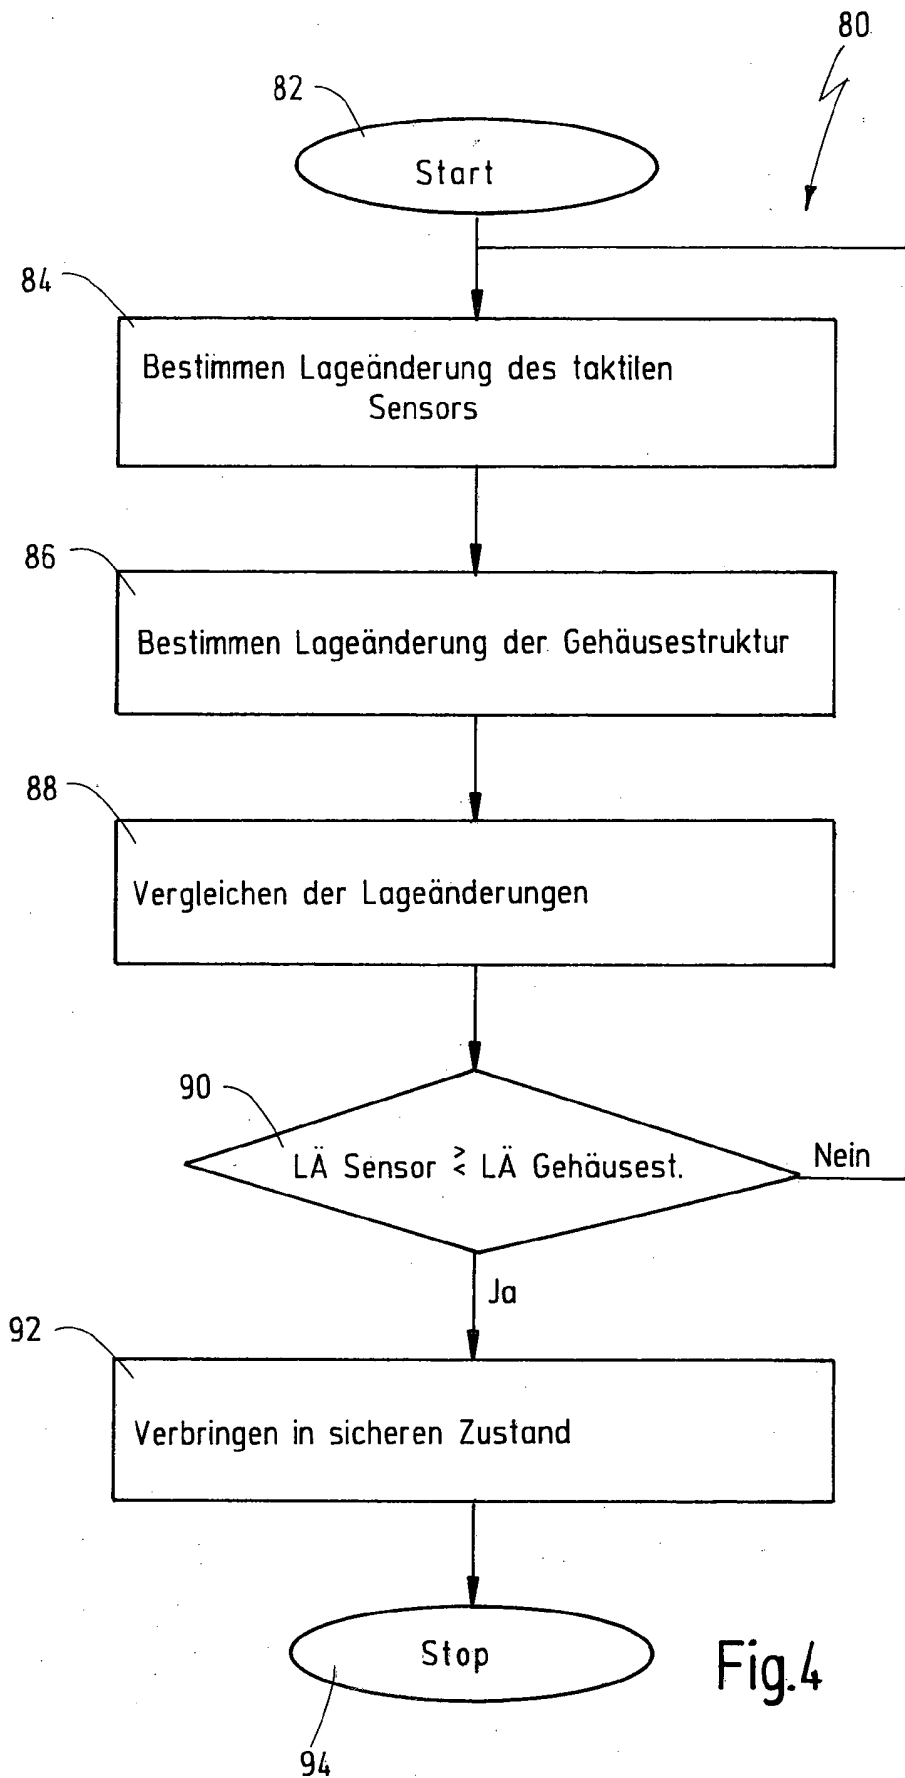 80
82
Start
84
Bestimmen Lageänderung des taktilen
Sensors
86
Bestimmen Lageänderung der Gehäusestruktur
88
Vergleichen der Lageänderungen
90
LÄ Sensor ≷ LÄ Gehäusest.
Nein
Ja
92
Verbringen in sicheren Zustand
Stop
Fig.4
94